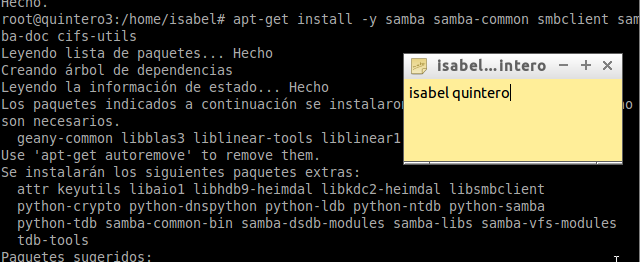 Hecho.
root@quintero3:/home/isabel# apt-get install -y samba samba-common smbclient sam
ba-doc cifs-utils
Leyendo lista de paquetes... Hecho
Creando árbol de dependencias
Leyendo la información de estado... Hecho
Los paquetes indicados a continuación se instalaro
no
son necesarios.
geany-common libblas3 liblinear-tools liblinear1
Use 'apt-get autoremove' to remove them.
Se instalarán los siguientes paquetes extras:
attr keyutils libaio1 libhdb9-heimdal libkdc2-heimdal libsmbclient
python-crypto python-dnspython python-ldb python-ntdb python-samba
python-tdb samba-common-bin samba-dsdb-modules samba-libs samba-vfs-modules
tdb-tools
Paquetes sugeridos:
isabel...intero
isabel quintero